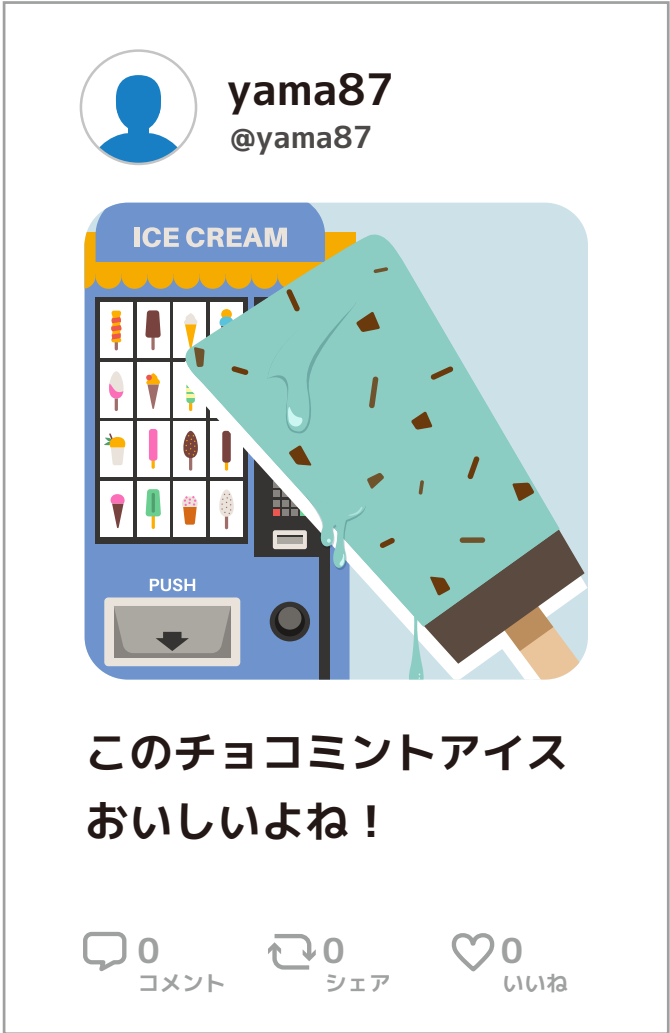 yama87
@yama87
ICE CREAM
PUSH
このチョコミントアイス
おいしいよね！
0 0 0
コメント シェア いいね